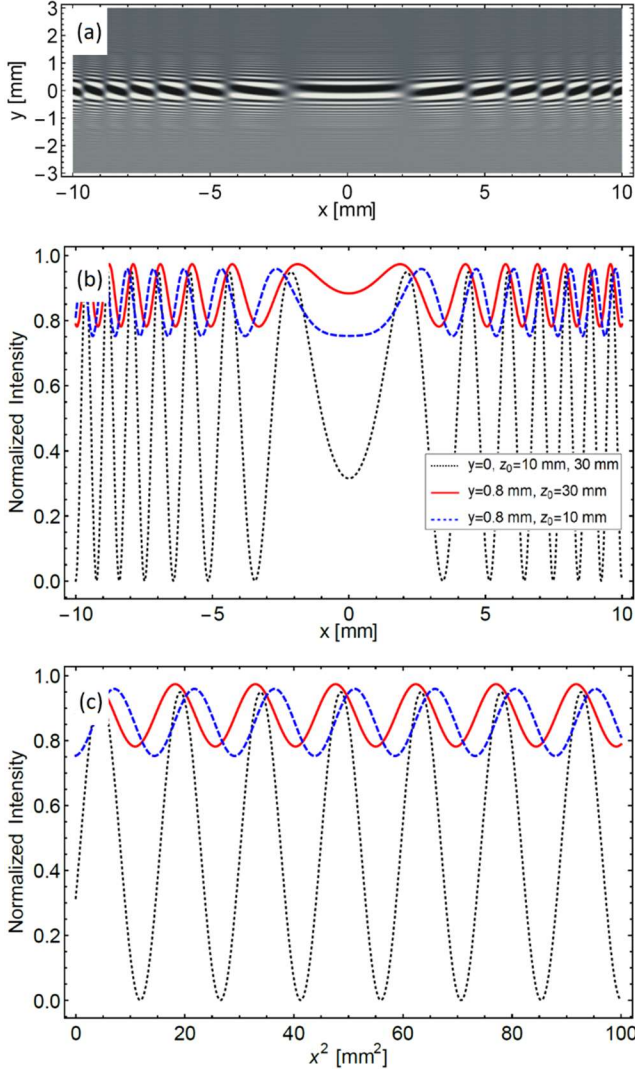 (a)
3
2
1
0
−1
−2
−3
y [mm]
−10 −5 0 5 10
x [mm]
(b)
1.0
0.8
0.6
0.4
0.2
0.0
Normalized Intensity
y=0, z₀=10 mm, 30 mm
y=0.8 mm, z₀=30 mm
y=0.8 mm, z₀=10 mm
−10 −5 0 5 10
x [mm]
(c)
1.0
0.8
0.6
0.4
0.2
0.0
Normalized Intensity
0 20 40 60 80 100
x² [mm²]